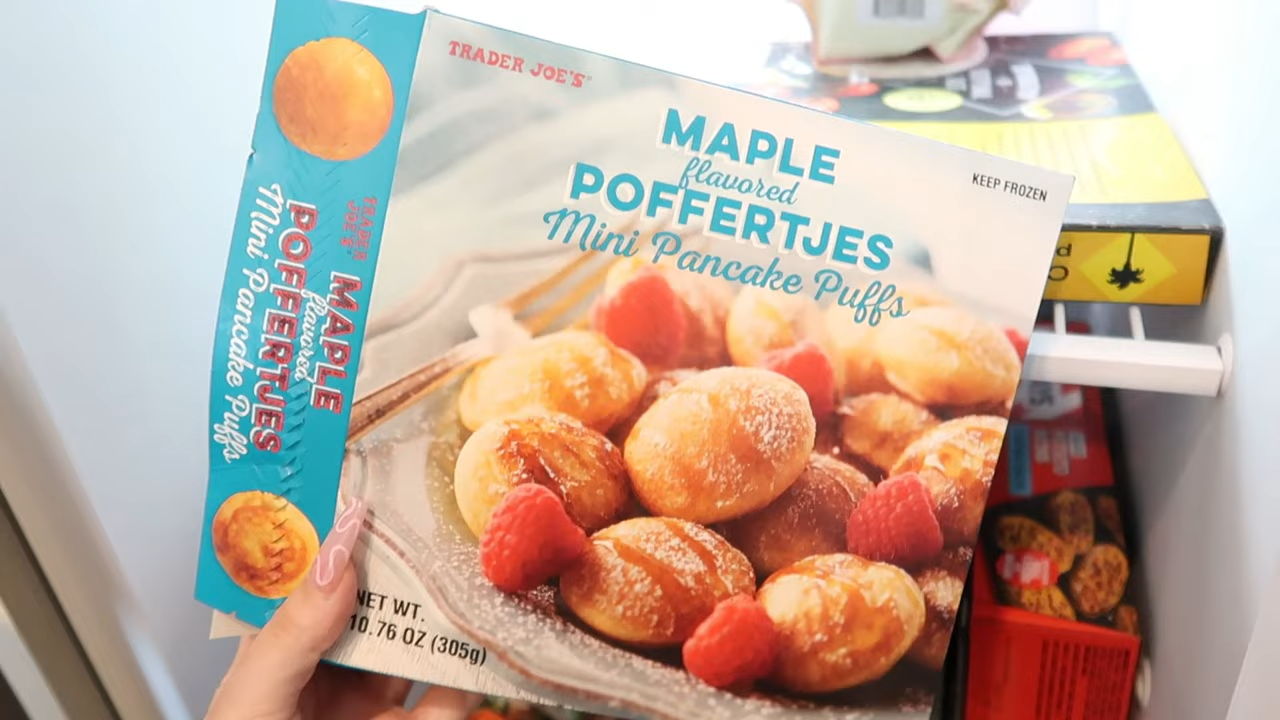 TRADER JOE'S
MAPLE
flavored
POFFERTJES
Mini Pancake Puffs
KEEP FROZEN
NET WT.
10.76 OZ (305g)
TRADER
JOE'S
MAPLE
flavored
POFFERTJES
Mini Pancake Puffs